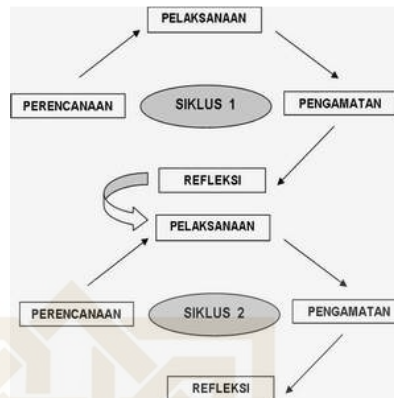 PELAKSANAAN
PERENCANAAN
SIKLUS 1
PENGAMATAN
REFLEKSI
PELAKSANAAN
PERENCANAAN
SIKLUS 2
PENGAMATAN
REFLEKSI